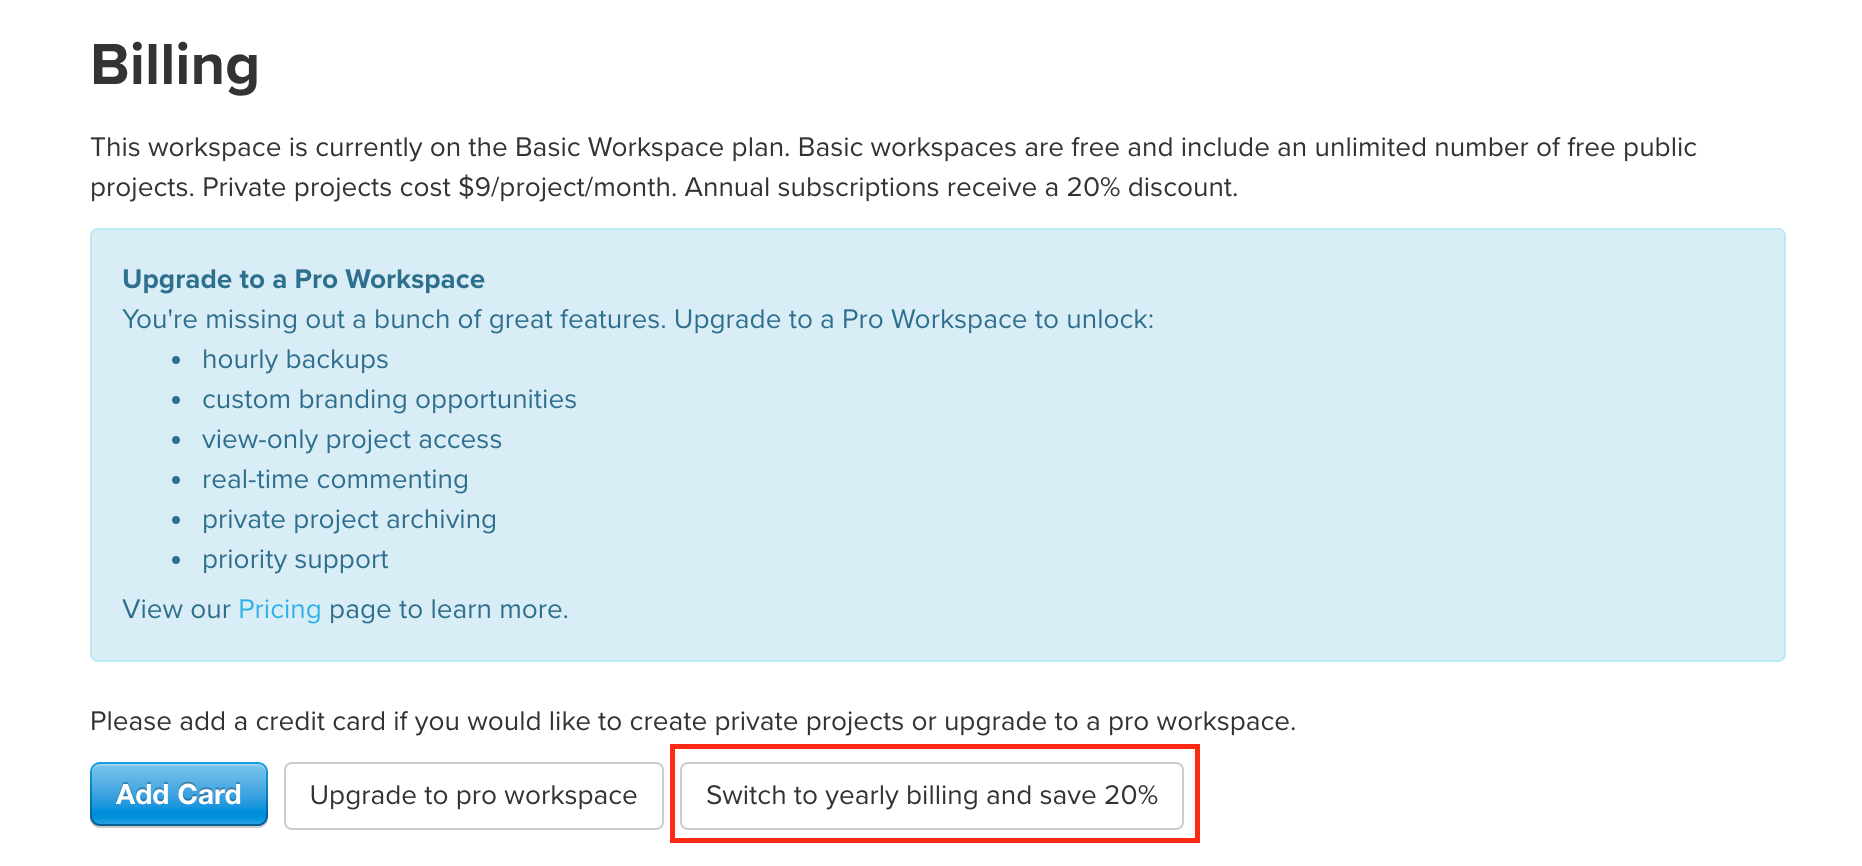 Billing
This workspace is currently on the Basic Workspace plan. Basic workspaces are free and include an unlimited number of free public
projects. Private projects cost $9/project/month. Annual subscriptions receive a 20% discount.
Upgrade to a Pro Workspace
You're missing out a bunch of great features. Upgrade to a Pro Workspace to unlock:
• hourly backups
• custom branding opportunities
• view-only project access
• real-time commenting
• private project archiving
• priority support
View our Pricing page to learn more.
Please add a credit card if you would like to create private projects or upgrade to a pro workspace.
Add Card Upgrade to pro workspace Switch to yearly billing and save 20%